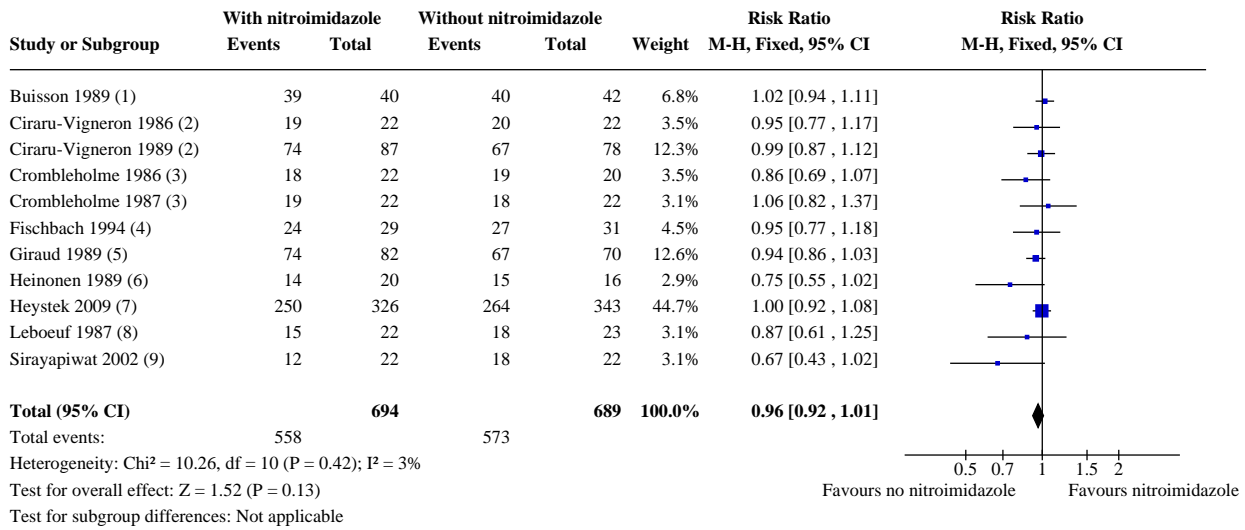 With nitroimidazole Without nitroimidazole Risk Ratio Risk Ratio
Study or Subgroup Events Total Events Total Weight M-H, Fixed, 95% CI M-H, Fixed, 95% CI
Buisson 1989 (1) 39 40 40 42 6.8% 1.02 [0.94 , 1.11]
Ciraru-Vigneron 1986 (2) 19 22 20 22 3.5% 0.95 [0.77 , 1.17]
Ciraru-Vigneron 1989 (2) 74 87 67 78 12.3% 0.99 [0.87 , 1.12]
Crombleholme 1986 (3) 18 22 19 20 3.5% 0.86 [0.69 , 1.07]
Crombleholme 1987 (3) 19 22 18 22 3.1% 1.06 [0.82 , 1.37]
Fischbach 1994 (4) 24 29 27 31 4.5% 0.95 [0.77 , 1.18]
Giraud 1989 (5) 74 82 67 70 12.6% 0.94 [0.86 , 1.03]
Heinonen 1989 (6) 14 20 15 16 2.9% 0.75 [0.55 , 1.02]
Heystek 2009 (7) 250 326 264 343 44.7% 1.00 [0.92 , 1.08]
Leboeuf 1987 (8) 15 22 18 23 3.1% 0.87 [0.61 , 1.25]
Sirayapiwat 2002 (9) 12 22 18 22 3.1% 0.67 [0.43 , 1.02]
Total (95% CI) 694 689 100.0% 0.96 [0.92 , 1.01]
Total events: 558 573
Heterogeneity: Chi² = 10.26, df = 10 (P = 0.42); I² = 3%
0.5 0.7 1 1.5 2
Test for overall effect: Z = 1.52 (P = 0.13) Favours no nitroimidazole Favours nitroimidazole
Test for subgroup differences: Not applicable